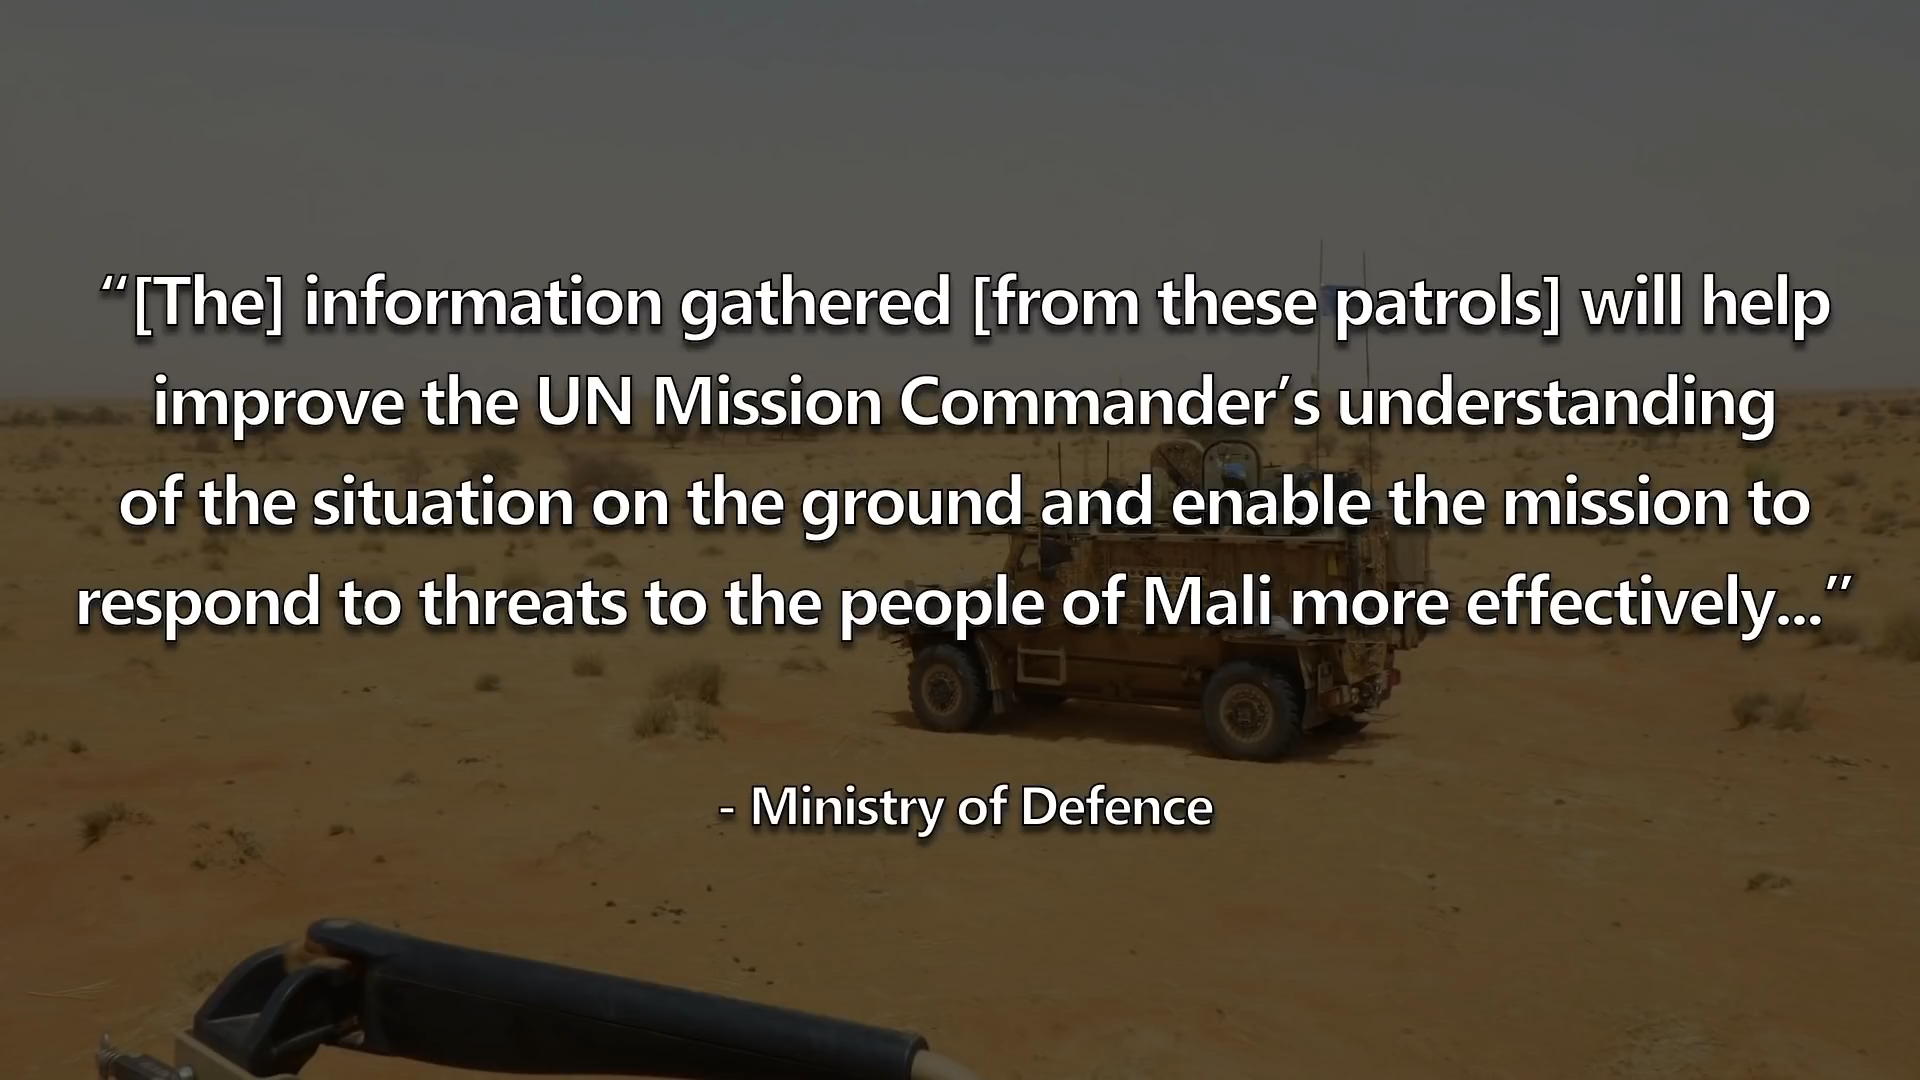 “[The] information gathered [from these patrols] will help
improve the UN Mission Commander’s understanding
of the situation on the ground and enable the mission to
respond to threats to the people of Mali more effectively...”
- Ministry of Defence